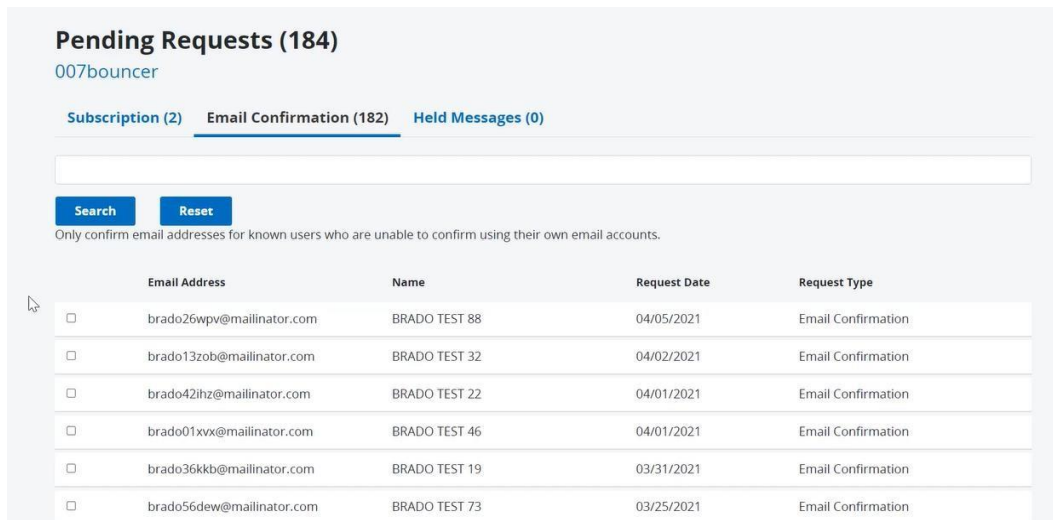 Pending Requests (184)
007bouncer
Subscription (2) Email Confirmation (182) Held Messages (0)
Search Reset
Only confirm email addresses for known users who are unable to confirm using their own email accounts.
Email Address Name Request Date Request Type
brado26wpv@mailinator.com BRADO TEST 88 04/05/2021 Email Confirmation
brado13zob@mailinator.com BRADO TEST 32 04/02/2021 Email Confirmation
brado42ihz@mailinator.com BRADO TEST 22 04/01/2021 Email Confirmation
brado01xvx@mailinator.com BRADO TEST 46 04/01/2021 Email Confirmation
brado36kkb@mailinator.com BRADO TEST 19 03/31/2021 Email Confirmation
brado56dew@mailinator.com BRADO TEST 73 03/25/2021 Email Confirmation